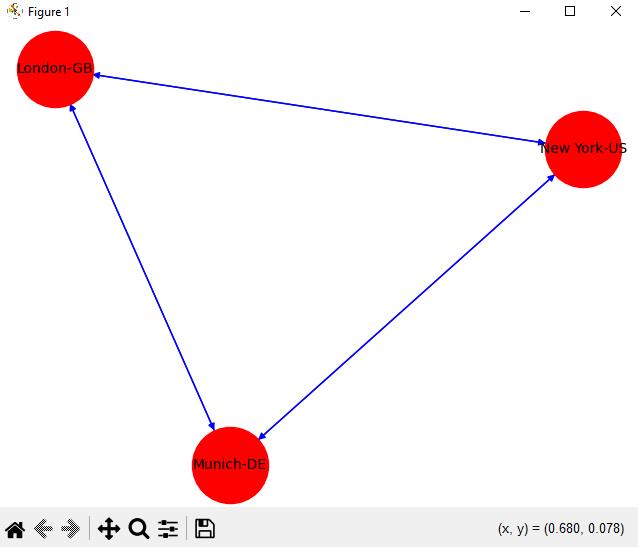 Figure 1
London-GB
New York-US
Munich-DE
(x, y) = (0.680, 0.078)